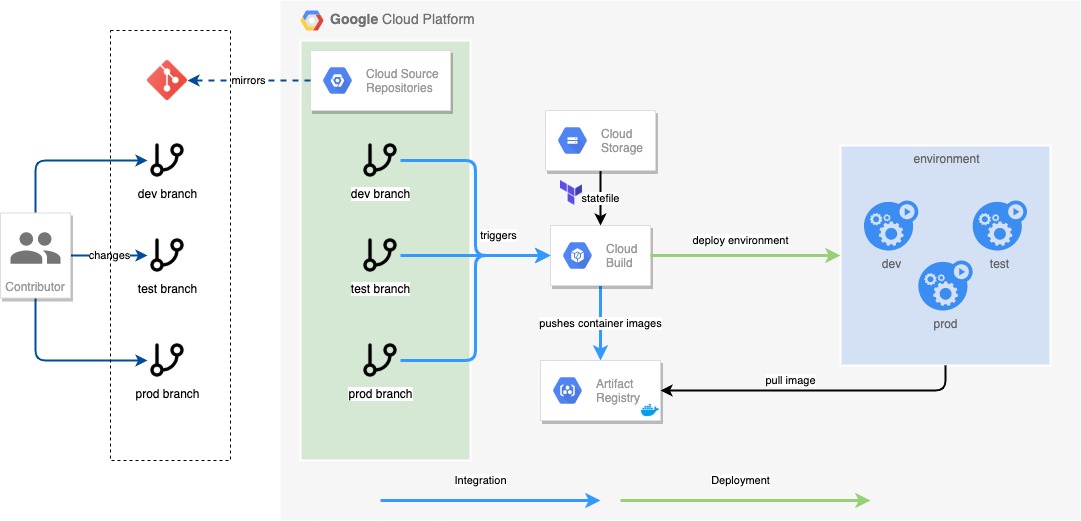 Google Cloud Platform
mirrors
Cloud Source
Repositories
Cloud
Storage
statefile
dev branch
dev branch
environment
dev
test
prod
Contributor
changes
test branch
test branch
triggers
Cloud
Build
deploy environment
pushes container images
prod branch
prod branch
Artifact
Registry
pull image
Integration
Deployment